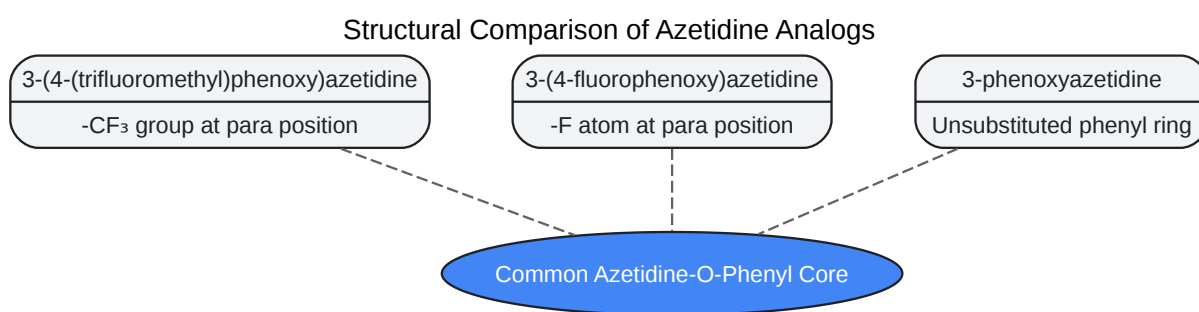 Structural Comparison of Azetidine Analogs
3-(4-(trifluoromethyl)phenoxy)azetidine
-CF₃ group at para position
3-(4-fluorophenoxy)azetidine
-F atom at para position
3-phenoxyazetidine
Unsubstituted phenyl ring
Common Azetidine-O-Phenyl Core